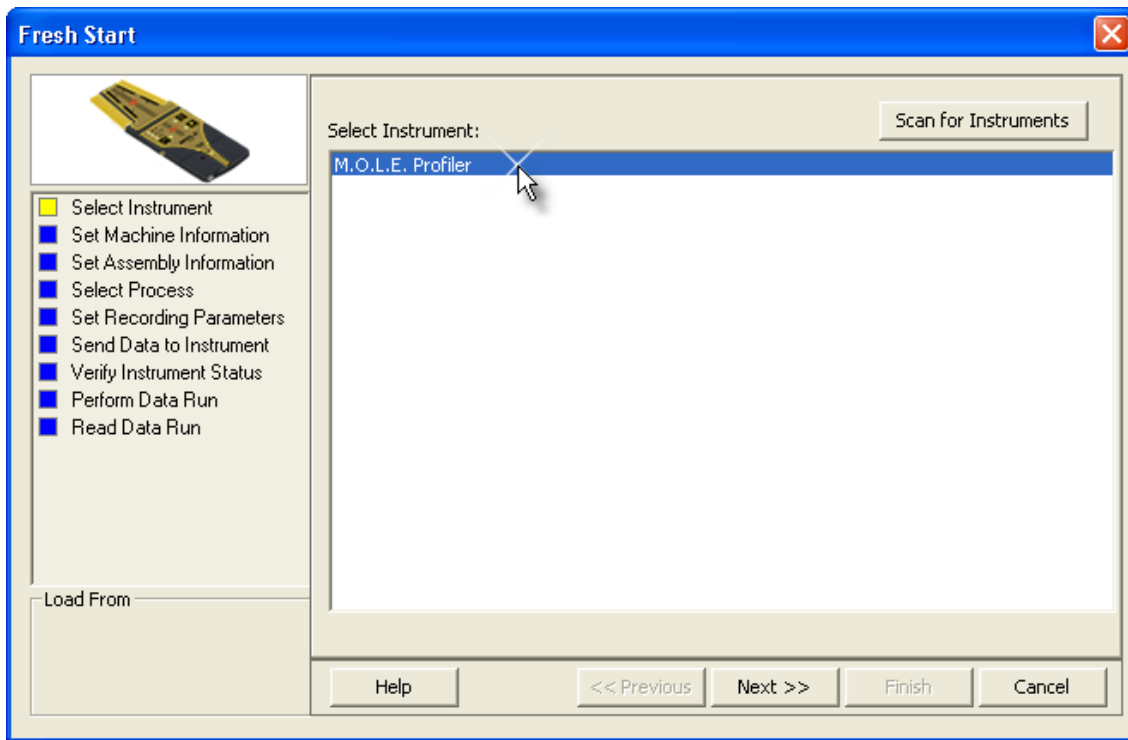 Fresh Start
Select Instrument:
Scan for Instruments
M.O.L.E. Profiler
Select Instrument
Set Machine Information
Set Assembly Information
Select Process
Set Recording Parameters
Send Data to Instrument
Verify Instrument Status
Perform Data Run
Read Data Run
Load From
Help
<< Previous
Next >>
Finish
Cancel